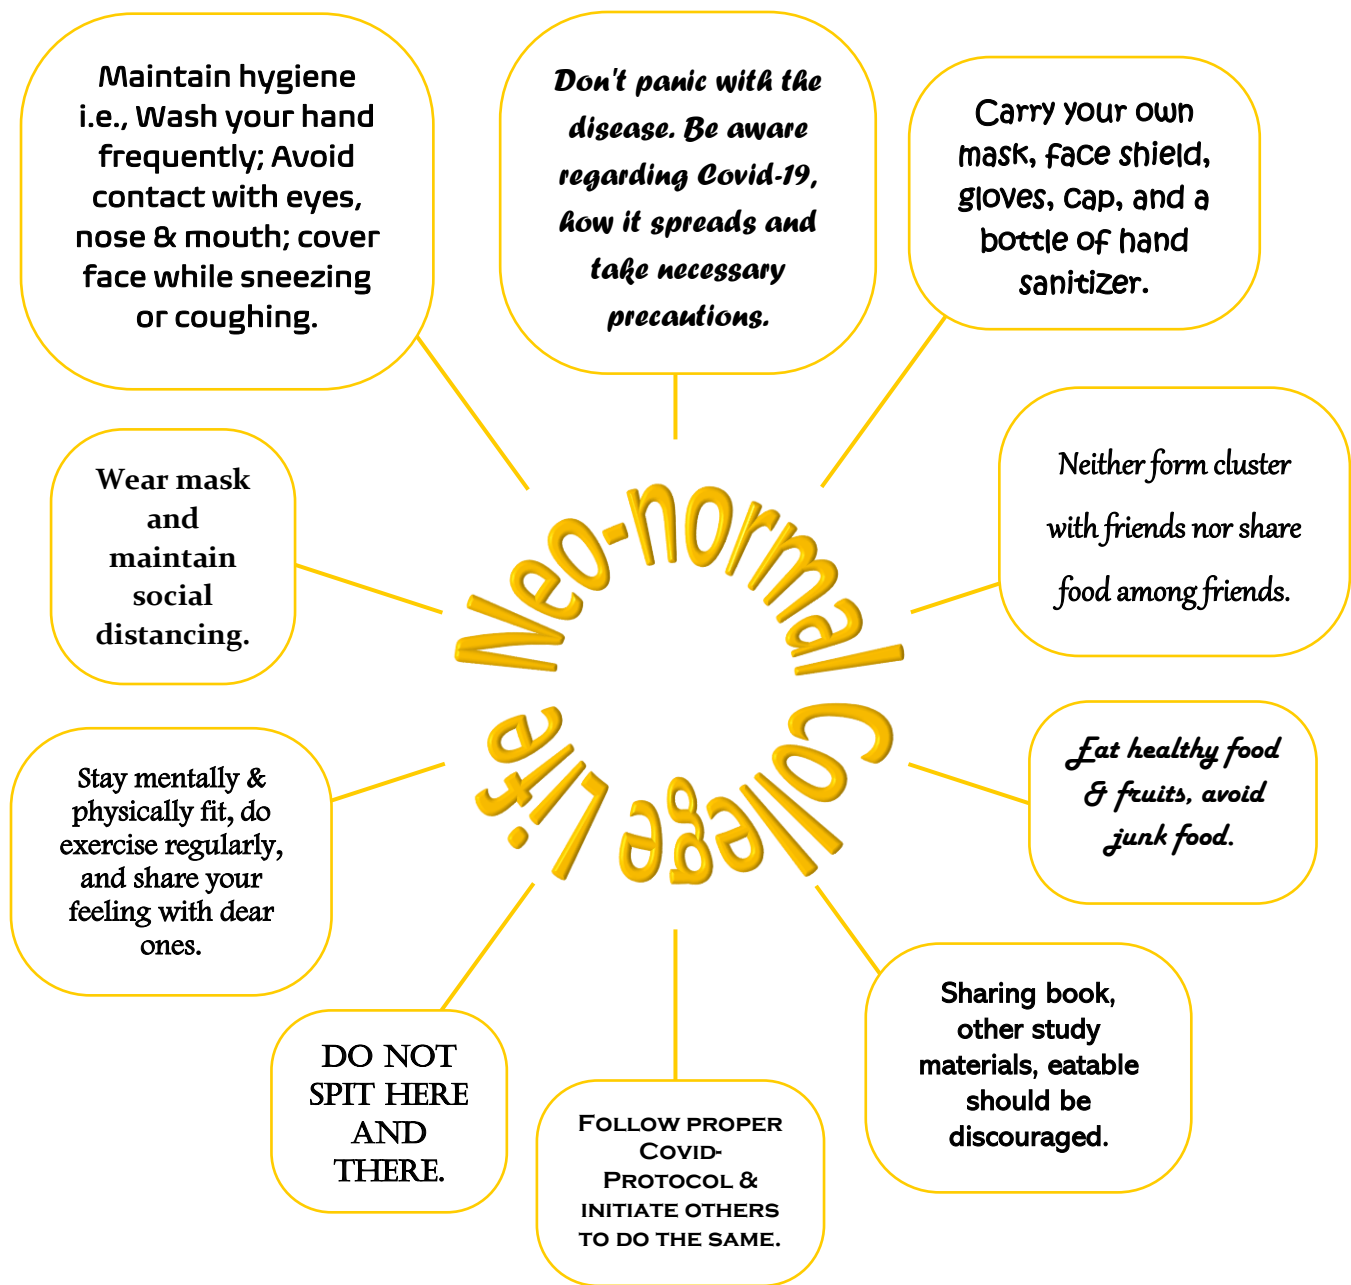 Maintain hygiene
i.e., Wash your hand
frequently; Avoid
contact with eyes,
nose & mouth; cover
face while sneezing
or coughing.
Don't panic with the
disease. Be aware
regarding Covid-19,
how it spreads and
take necessary
precautions.
Carry your own
mask, face shield,
gloves, cap, and a
bottle of hand
sanitizer.
Wear mask
and
maintain
social
distancing.
Neo-normal College Life
Neither form cluster
with friends nor share
food among friends.
Stay mentally &
physically fit, do
exercise regularly,
and share your
feeling with dear
ones.
Eat healthy food
& fruits, avoid
junk food.
DO NOT
SPIT HERE
AND
THERE.
FOLLOW PROPER
COVID-
PROTOCOL &
INITIATE OTHERS
TO DO THE SAME.
Sharing book,
other study
materials, eatable
should be
discouraged.